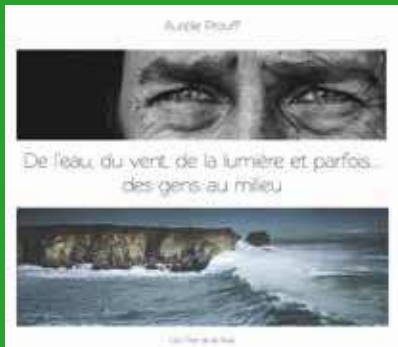 Aurélie Prouff
De l'eau, du vent, de la lumière et parfois...
des gens au milieu